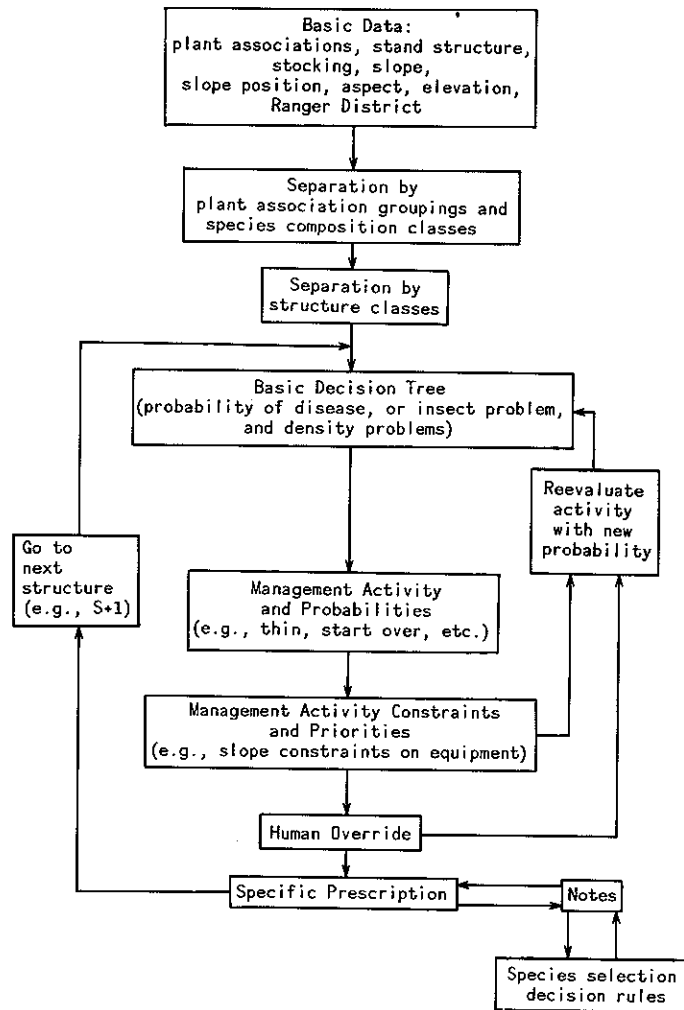 Basic Data:
plant associations, stand structure,
stocking, slope,
slope position, aspect, elevation,
Ranger District
Separation by
plant association groupings and
species composition classes
Separation by
structure classes
Basic Decision Tree
(probability of disease, or insect problem,
and density problems)
Reevaluate
activity
with new
probability
Go to
next
structure
(e.g., S+1)
Management Activity
and Probabilities
(e.g., thin, start over, etc.)
Management Activity Constraints
and Priorities
(e.g., slope constraints on equipment)
Human Override
Specific Prescription
Notes
Species selection
decision rules